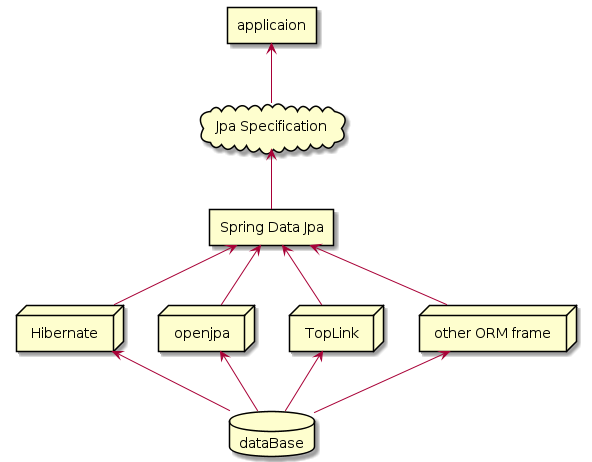 applicaion
Jpa Specification
Spring Data Jpa
Hibernate
openjpa
TopLink
other ORM frame
dataBase